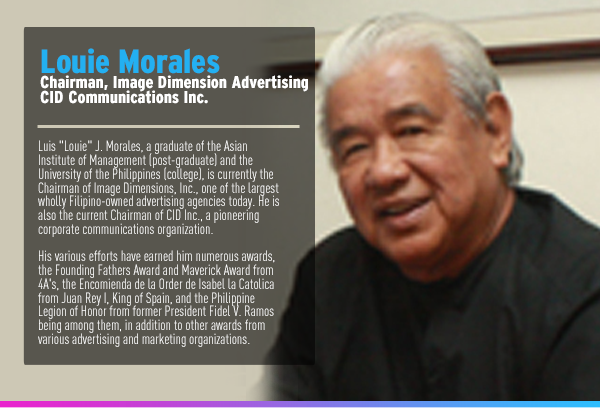 Louie Morales
Chairman, Image Dimension Advertising
CID Communications Inc.
Luis "Louie" J. Morales, a graduate of the Asian
Institute of Management (post-graduate) and the
University of the Philippines (college), is currently the
Chairman of Image Dimensions, Inc., one of the largest
wholly Filipino-owned advertising agencies today. He is
also the current Chairman of CID Inc., a pioneering
corporate communications organization.
His various efforts have earned him numerous awards,
the Founding Fathers Award and Maverick Award from
4A's, the Encomienda de la Order de Isabel la Catolica
from Juan Rey I, King of Spain, and the Philippine
Legion of Honor from former President Fidel V. Ramos
being among them, in addition to other awards from
various advertising and marketing organizations.